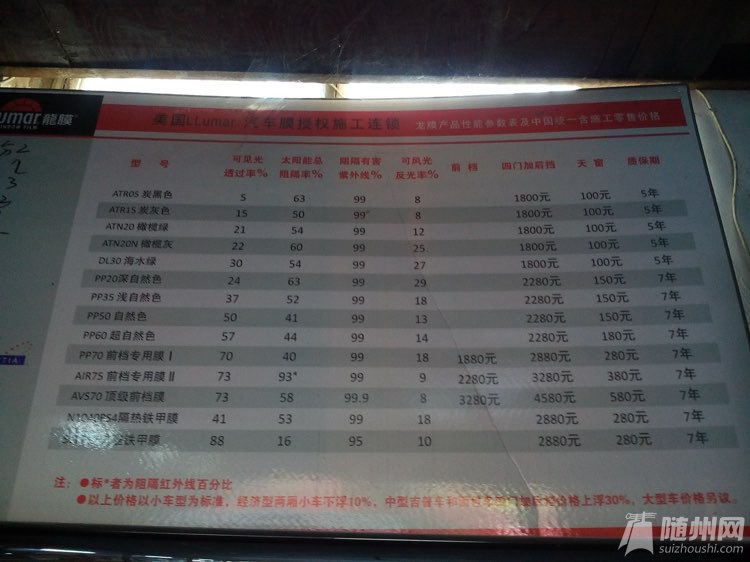 LLumar 龍膜
美国LLumar 汽车膜授权施工连锁 龙膜产品性能参数表及中国统一含施工零售价格
型 号 可见光透过率% 太阳能总阻隔率% 阻隔有害紫外线% 可见光反光率% 前档 四门加后挡 天窗 质保期
ATR05 炭黑色 5 63 99 8 1800元 100元 5年
ATR15 炭灰色 15 50 99 8 1800元 100元 5年
ATN20 橄榄绿 21 54 99 12 1800元 100元 5年
ATN20N 橄榄灰 22 60 99 25 1800元 100元 5年
DL30 海水绿 30 54 99 27 1800元 100元 5年
PP20深自然色 24 63 99 29 2280元 150元 7年
PP35 浅自然色 37 52 99 18 2280元 150元 7年
PP50 自然色 50 41 99 13 2280元 150元 7年
PP60 超自然色 57 44 99 14 2280元 180元 7年
PP70 前档专用膜Ⅰ 70 40 99 18 1880元 2880元 280元 7年
AIR75 前档专用膜Ⅱ 73 93* 99 9 2280元 3280元 380元 7年
AVS70 顶级前档膜 73 58 99.9 8 3280元 4580元 580元 7年
隔热铁甲膜 41 53 99 18 2880元 280元 7年
铁甲膜 88 16 95 10 2880元 280元 7年
注：●标*者为阻隔红外线百分比
●以上价格以小车型为标准，经济型两厢小车下浮10%，中型吉普车和 上浮30%，大型车价格另议。
随州网
suizhoushi.com